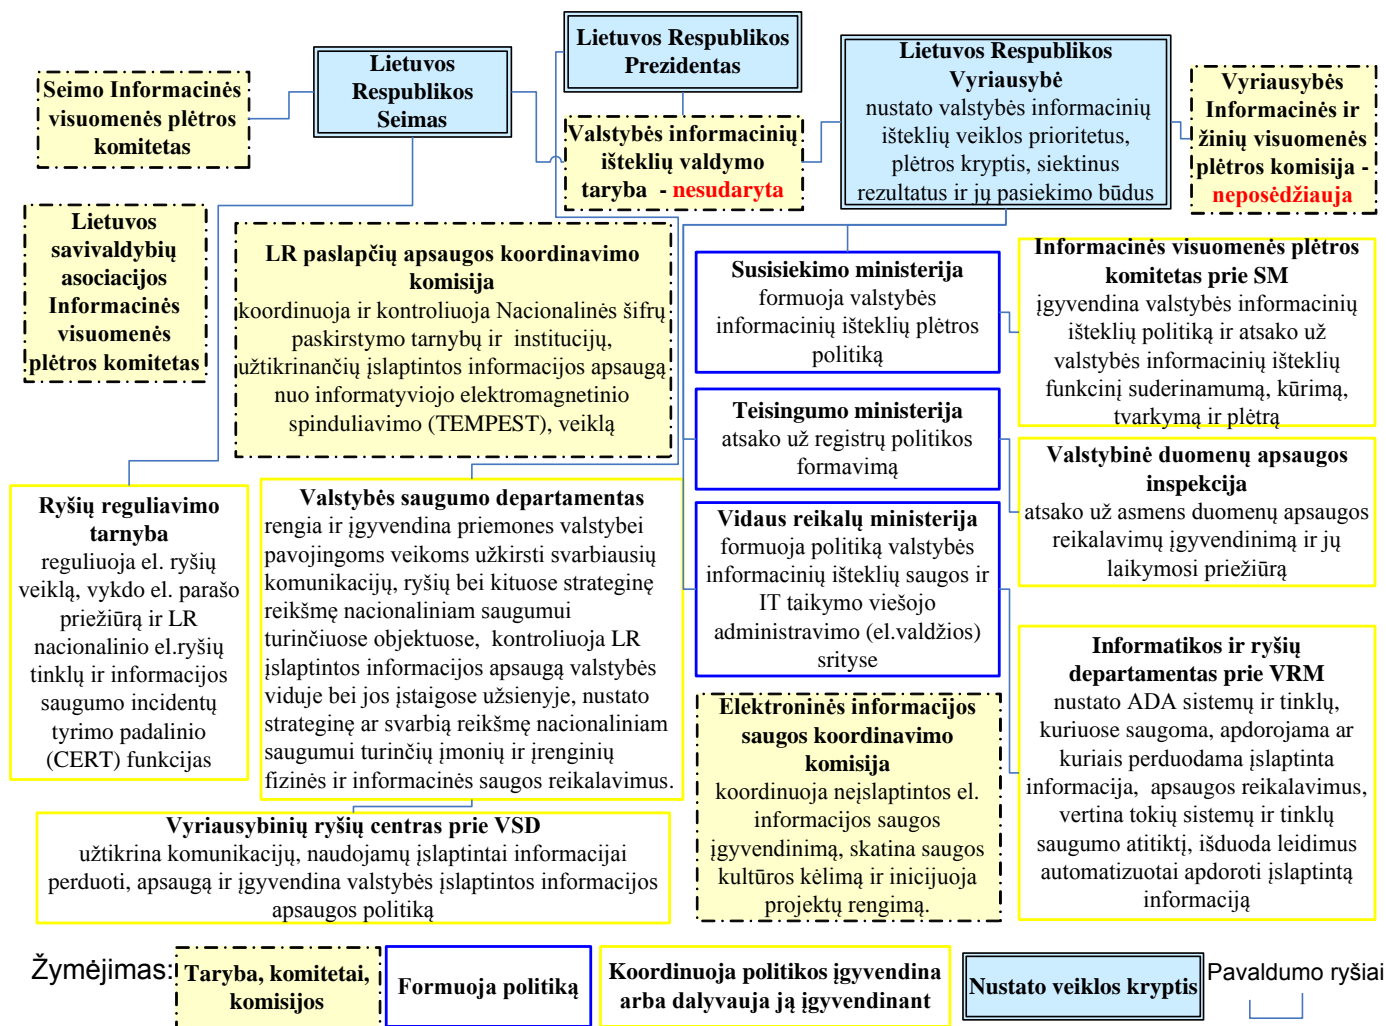 Lietuvos Respublikos
Prezidentas
Lietuvos
Respublikos
Seimas
Lietuvos Respublikos
Vyriausybė
nustato valstybės informacinių
išteklių veiklos prioritetus,
plėtros kryptis, siektinus
rezultatus ir jų pasiekimo būdus
Seimo Informacinės
visuomenės plėtros
komitetas
Valstybės informacinių
išteklių valdymo
taryba - nesudaryta
Vyriausybės
Informacinės ir
žinių visuomenės
plėtros komisija -
neposėdžiauja
Lietuvos
savivaldybių
asociacijos
Informacinės
visuomenės
plėtros komitetas
LR paslapčių apsaugos koordinavimo
komisija
koordinuoja ir kontroliuoja Nacionalinės šifrų
paskirstymo tarnybų ir institucijų,
užtikrinančių įslaptintos informacijos apsaugą
nuo informatyviojo elektromagnetinio
spinduliavimo (TEMPEST), veiklą
Susisiekimo ministerija
formuoja valstybės
informacinių išteklių plėtros
politiką
Informacinės visuomenės plėtros
komitetas prie SM
įgyvendina valstybės informacinių
išteklių politiką ir atsako už
valstybės informacinių išteklių
funkcinį suderinamumą, kūrimą,
tvarkymą ir plėtrą
Teisingumo ministerija
atsako už registrų politikos
formavimą
Valstybinė duomenų apsaugos
inspekcija
atsako už asmens duomenų apsaugos
reikalavimų įgyvendinimą ir jų
laikymosi priežiūrą
Ryšių reguliavimo
tarnyba
reguliuoja el. ryšių
veiklą, vykdo el. parašo
priežiūrą ir LR
nacionalinio el.ryšių
tinklų ir informacijos
saugumo incidentų
tyrimo padalinio
(CERT) funkcijas
Valstybės saugumo departamentas
rengia ir įgyvendina priemones valstybei
pavojingoms veikoms užkirsti svarbiausių
komunikacijų, ryšių bei kituose strateginę
reikšmę nacionaliniam saugumui
turinčiuose objektuose, kontroliuoja LR
įslaptintos informacijos apsaugą valstybės
viduje bei jos įstaigose užsienyje, nustato
strateginę ar svarbią reikšmę nacionaliniam
saugumui turinčių įmonių ir įrenginių
fizinės ir informacinės saugos reikalavimus.
Vidaus reikalų ministerija
formuoja politiką valstybės
informacinių išteklių saugos ir
IT taikymo viešojo
administravimo (el.valdžios)
srityse
Informatikos ir ryšių
departamentas prie VRM
nustato ADA sistemų ir tinklų,
kuriuose saugoma, apdorojama ar
kuriais perduodama įslaptinta
informacija, apsaugos reikalavimus,
vertina tokių sistemų ir tinklų
saugumo atitiktį, išduoda leidimus
automatizuotai apdoroti įslaptintą
informaciją
Elektroninės informacijos
saugos koordinavimo
komisija
koordinuoja neįslaptintos el.
informacijos saugos
įgyvendinimą, skatina saugos
kultūros kėlimą ir inicijuoja
projektų rengimą.
Vyriausybinių ryšių centras prie VSD
užtikrina komunikacijų, naudojamų įslaptintai informacijai
perduoti, apsaugą ir įgyvendina valstybės įslaptintos informacijos
apsaugos politiką
Žymėjimas:
Taryba, komitetai,
komisijos
Formuoja politiką
Koordinuoja politikos įgyvendina
arba dalyvauja ją įgyvendinant
Nustato veiklos kryptis
Pavaldumo ryšiai